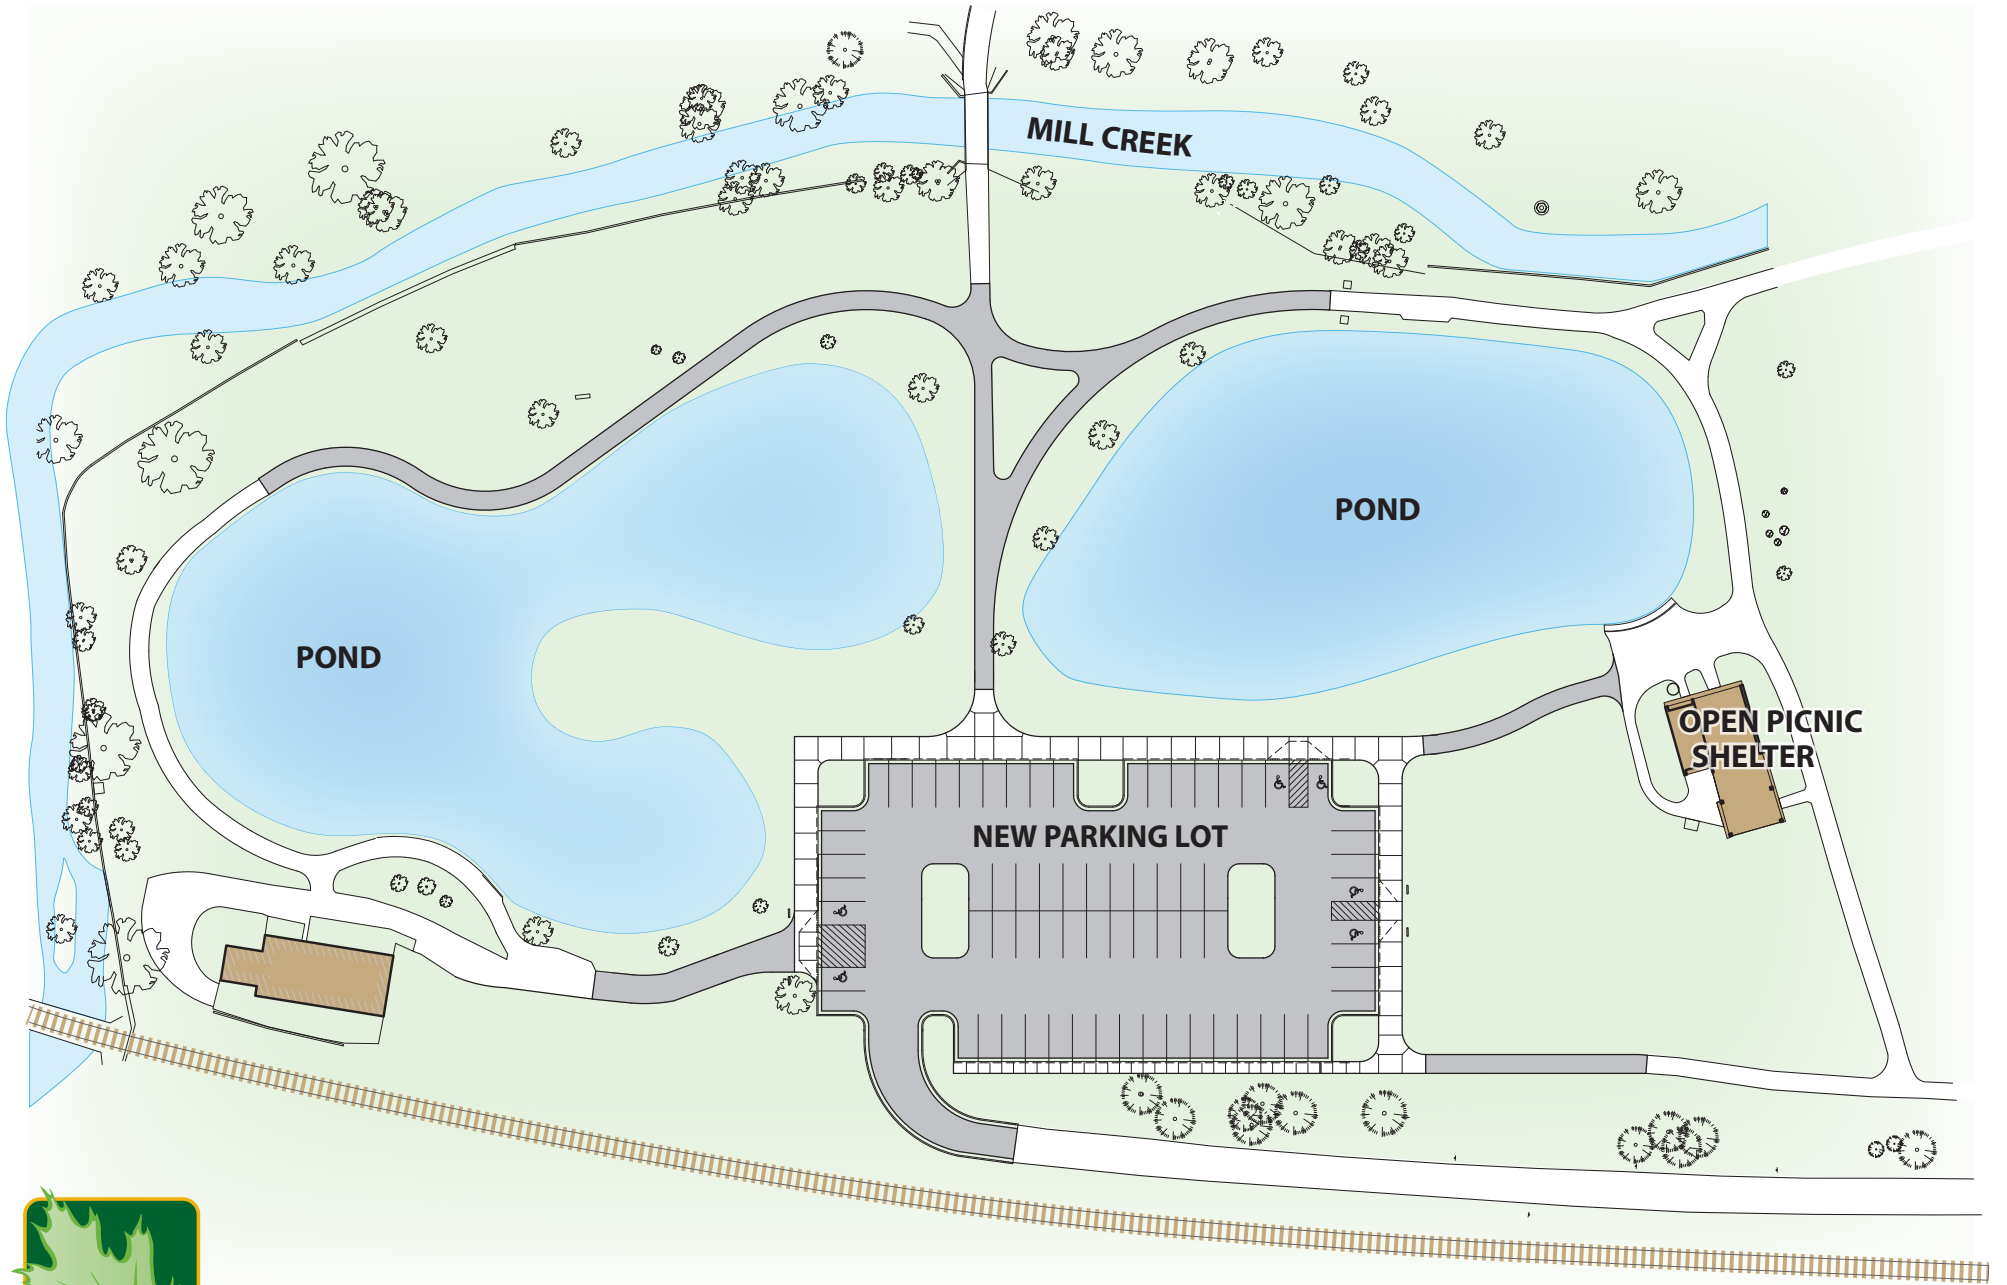 MILL CREEK
POND
POND
OPEN PICNIC
SHELTER
NEW PARKING LOT